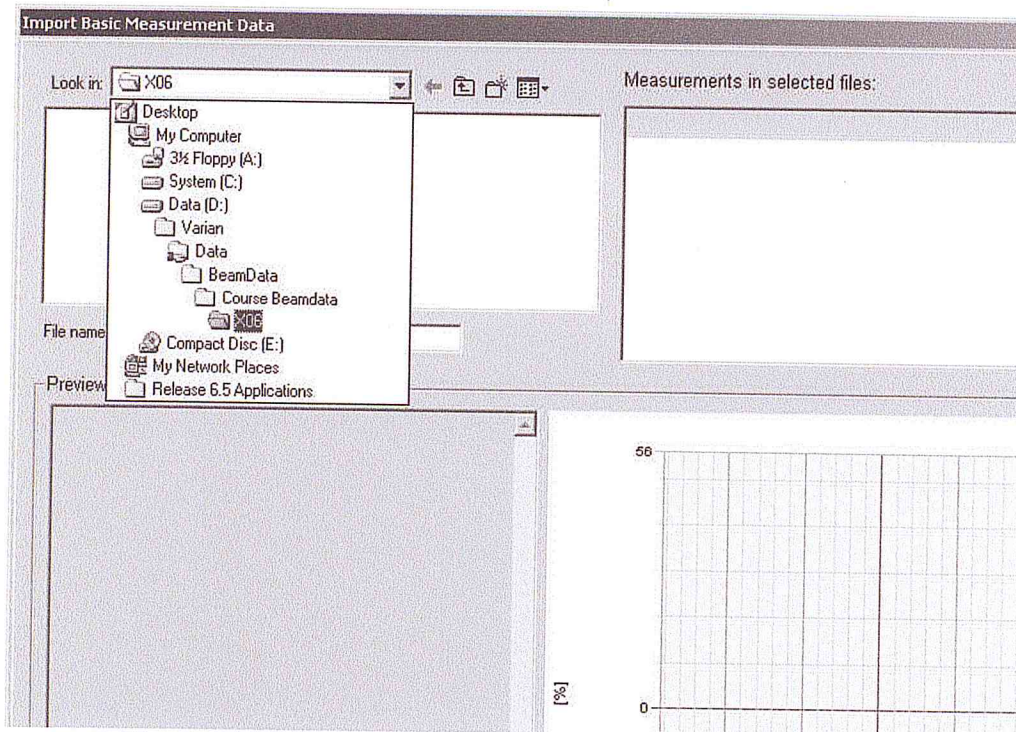 Import Basic Measurement Data
Look in: X06
Measurements in selected files:
Desktop
My Computer
3½ Floppy (A:)
System (C:)
Data (D:)
Varian
Data
BeamData
Course Beamdata
X06
Compact Disc (E:)
My Network Places
Release 6.5 Applications
File name
Preview
56
[%]
0